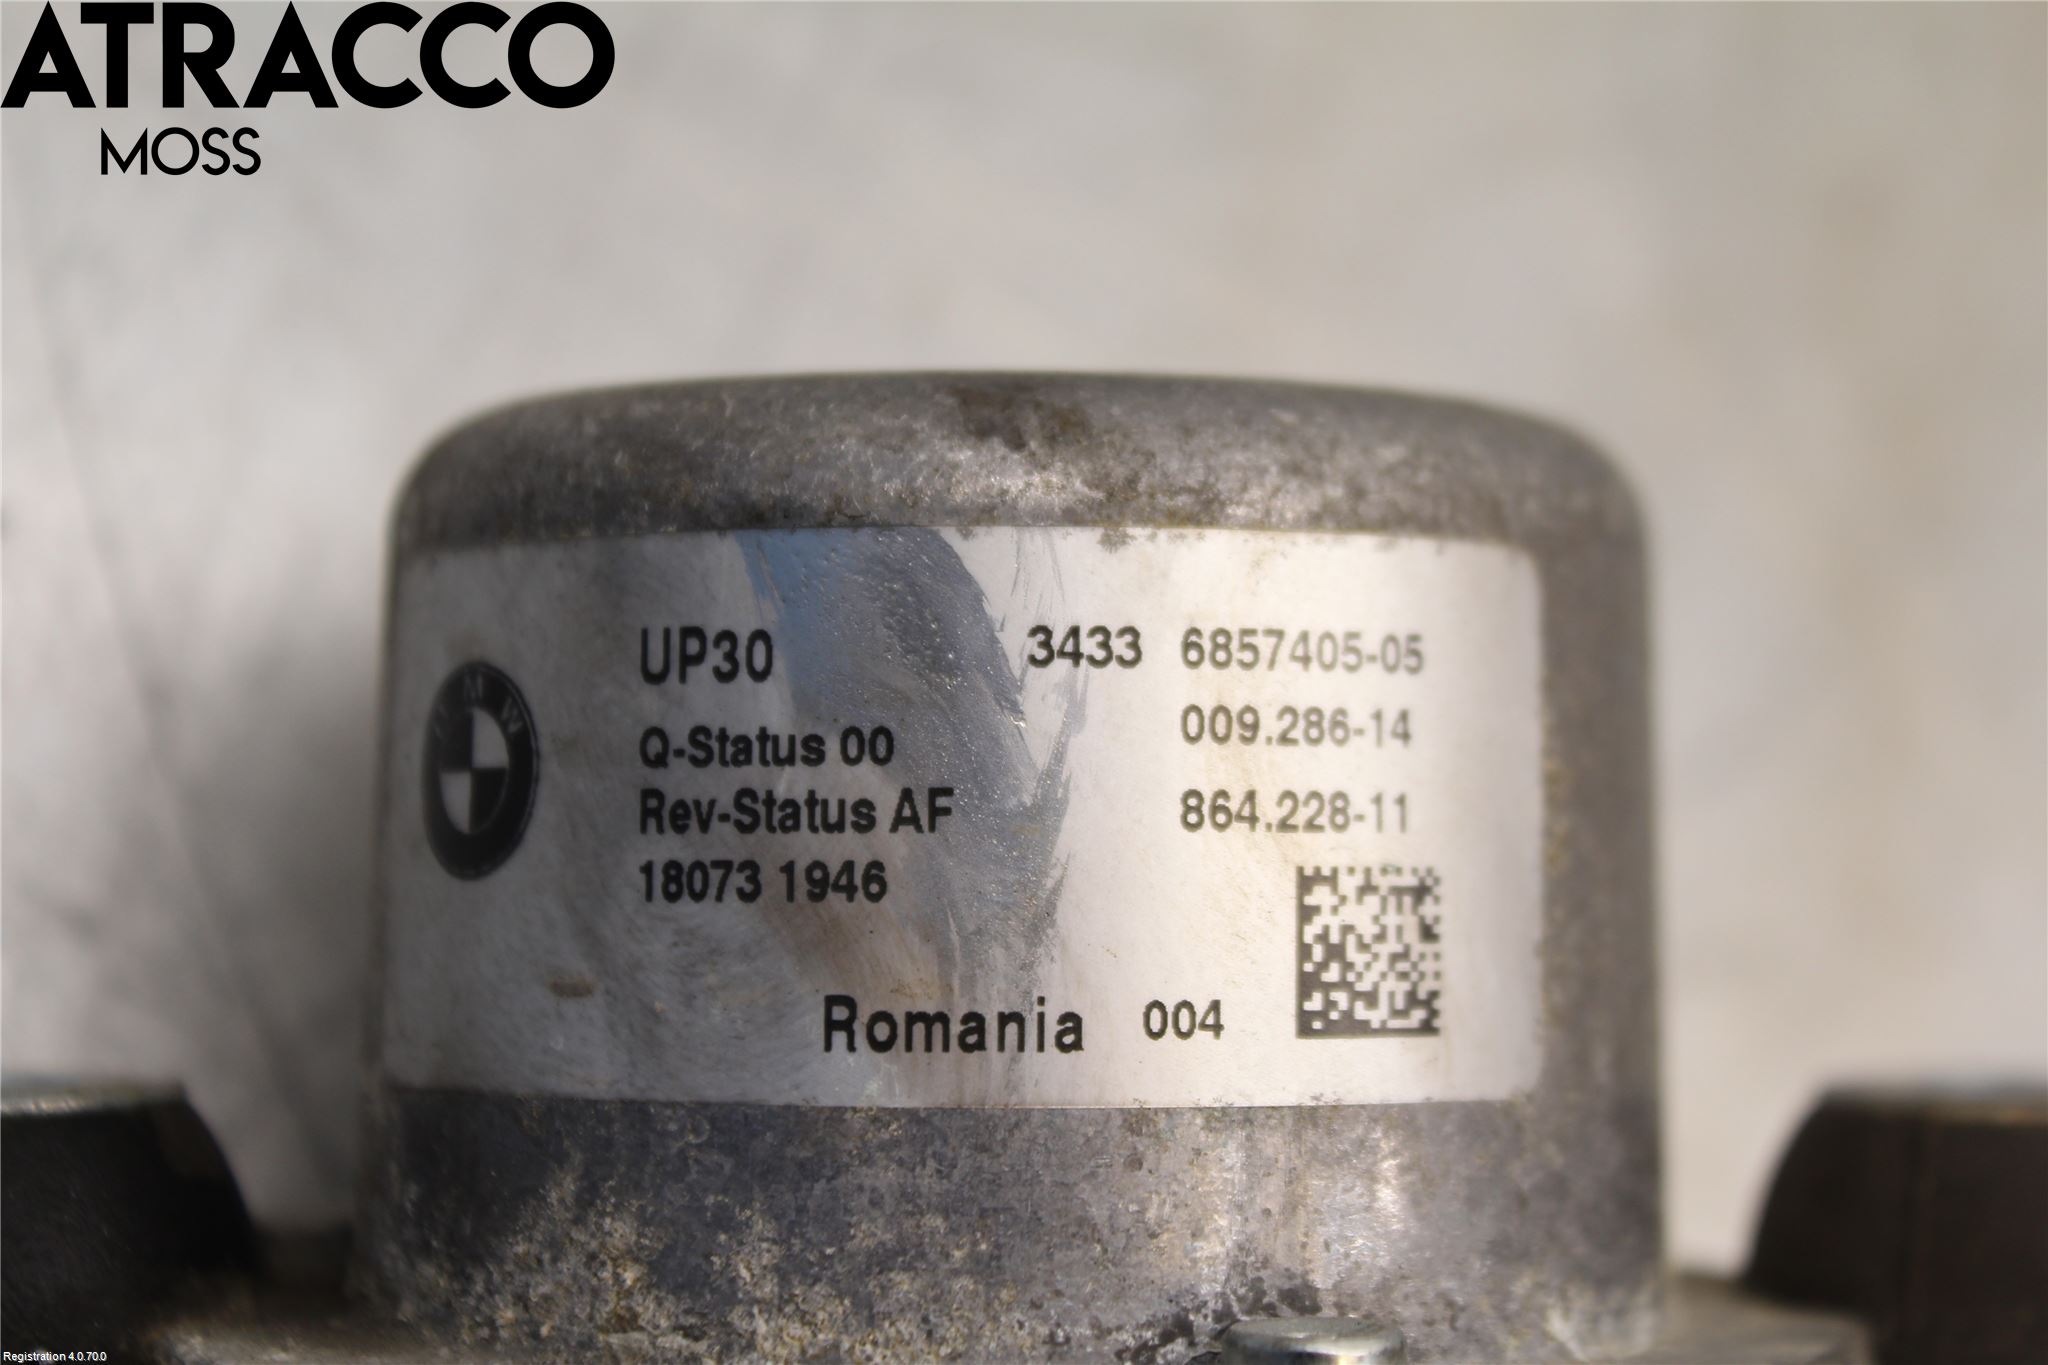 ATRACCO
MOSS
BMW
UP30 3433 6857405-05
009.286-14
Q-Status 00
Rev-Status AF 864.228-11
18073 1946
Romania 004
Registration 4.0.70.0